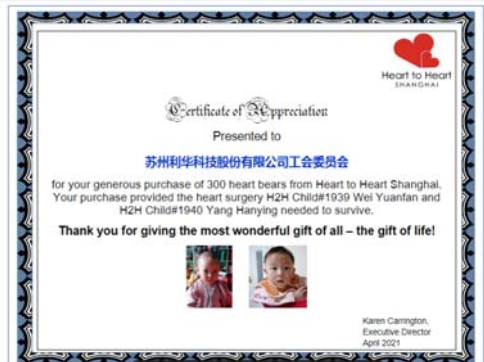 Heart to Heart
SHANGHAI
Certificate of Appreciation
Presented to
苏州利华科技股份有限公司工会委员会
for your generous purchase of 300 heart bears from Heart to Heart Shanghai.
Your purchase provided the heart surgery H2H Child#1939 Wei Yuanfan and
H2H Child#1940 Yang Hanying needed to survive.
Thank you for giving the most wonderful gift of all – the gift of life!
Karen Carrington,
Executive Director
April 2021